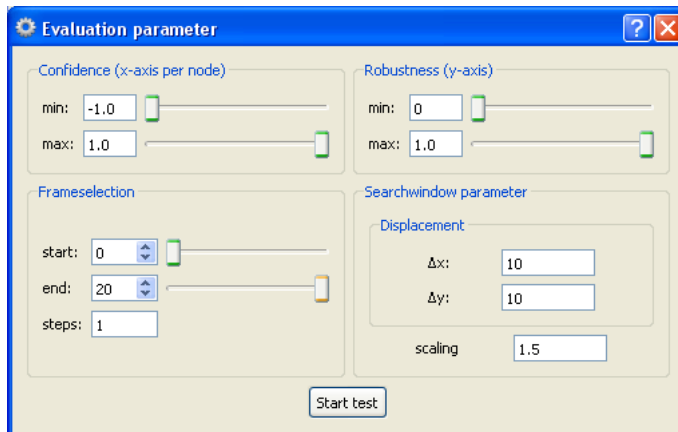 Evaluation parameter
Confidence (x-axis per node)
min: -1.0
max: 1.0
Robustness (y-axis)
min: 0
max: 1.0
Frameselection
start: 0
end: 20
steps: 1
Searchwindow parameter
Displacement
Δx: 10
Δy: 10
scaling 1.5
Start test